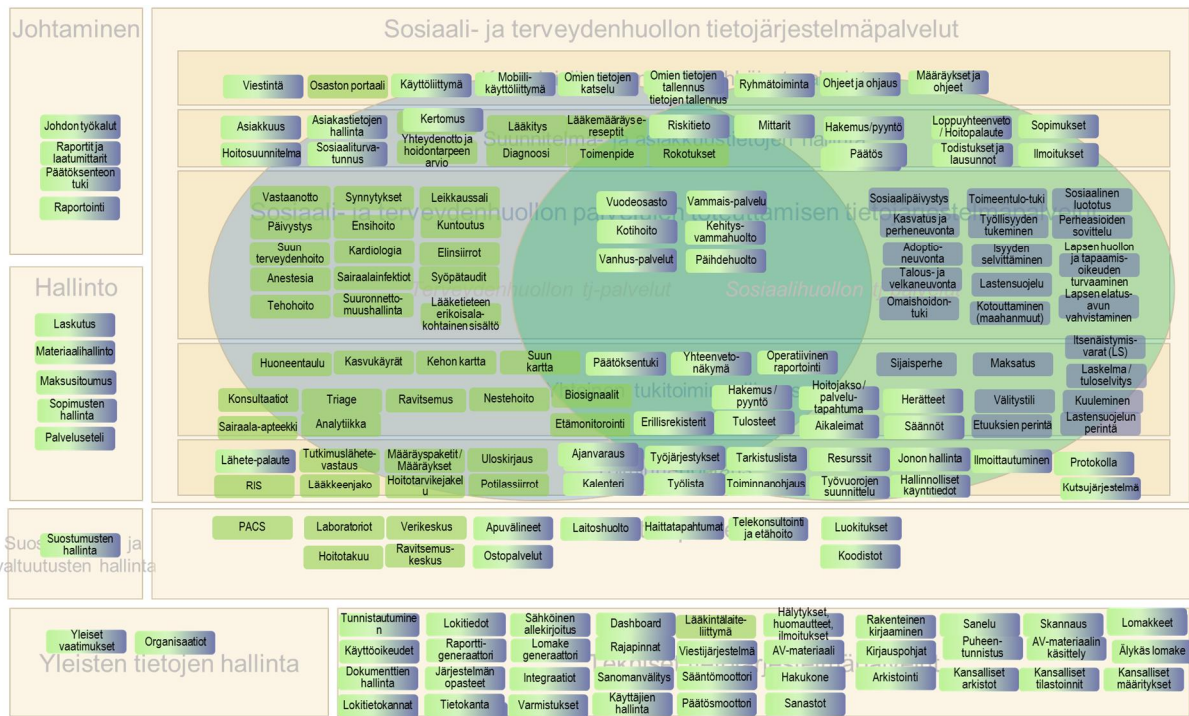 Johtaminen
Johdon työkalut
Raportit ja
laatumittarit
Päätöksenteon
tuki
Raportointi
Hallinto
Laskutus
Materiaalihallinto
Maksusitoumus
Sopimusten
hallinta
Palveluseteli
Sosiaali- ja terveydenhuollon tietojärjestelmäpalvelut
Viestintä
Osaston portaali
Käyttöliittymä
Mobiili-
käyttöliittymä
Omien tietojen
katselu
Omien tietojen
tallennus
tietojen tallennus
Ryhmätoiminta
Ohjeet ja ohjaus
Määräykset ja
ohjeet
Asiakkuus
Asiakastietojen
hallinta
Kertomus
Lääkitys
Lääkemääräys e-
reseptit
Riskitieto
Mittarit
Hakemus/pyyntö
Loppuyhteenveto
/ Hoitopalaute
Sopimukset
Hoitosuunnitelma
Sosiaaliturva-
tunnus
Yhteydenotto ja
hoidontarpeen
arvio
Diagnoosi
Toimenpide
Rokotukset
Päätös
Todistukset ja
lausunnot
Ilmoitukset
Vastaanotto
Synnytykset
Leikkaussali
Päivystys
Ensihoito
Kuntoutus
Suun
terveydenhoito
Kardiologia
Elinsiirrot
Anestesia
Sairaalainfektiot
Syöpätaudit
Tehohoito
Suuronnetto-
muushallinta
Lääketieteen
erikoisala-
kohtainen sisältö
Vuodeosasto
Vammais-palvelu
Kotihoito
Kehitys-
vammahuolto
Vanhus-palvelut
Päihdehuolto
Sosiaalipäivystys
Toimeentulo-tuki
Sosiaalinen
luototus
Kasvatus ja
perheneuvonta
Työllisyyden
tukeminen
Perheasioiden
sovittelu
Adoptio-
neuvonta
Isyyden
selvittäminen
Lapsen huollon
ja tapaamis-
oikeuden
turvaaminen
Talous- ja
velkaneuvonta
Lastensuojelu
Omaishoidon-
tuki
Kotouttaminen
(maahanmuut)
Lapsen elatus-
avun
vahvistaminen
Terveydenhuollon tj-palvelut
Sosiaalihuollon
Huoneentaulu
Kasvukäyrät
Kehon kartta
Suun
kartta
Päätöksentuki
Yhteenveto-
näkymä
Operatiivinen
raportointi
Sijaisperhe
Maksatus
Itsenäistymis-
varat (LS)
Laskelma /
tuloselvitys
Konsultaatiot
Triage
Ravitsemus
Nestehoito
Biosignaalit
Hakemus /
pyyntö
Hoitojakso /
palvelu-
tapahtuma
Herätteet
Välitystili
Kuuleminen
Sairaala-apteekki
Analytiikka
Etämonitorointi
Erillisrekisterit
Tulosteet
Aikaleimat
Säännöt
Etuuksien perintä
Lastensuojelun
perintä
Lähete-palaute
Tutkimuslähete-
vastaus
Määräyspaketit /
Määräykset
Uloskirjaus
Ajanvaraus
Työjärjestykset
Tarkistuslista
Resurssit
Jonon hallinta
Ilmoittautuminen
Protokolla
RIS
Lääkkeenjako
Hoitotarvikejakel
u
Potilassiirrot
Kalenteri
Työlista
Toiminnanohjaus
Työvuorojen
suunnittelu
Hallinnolliset
käyntitiedot
Kutsujärjestelmä
Suostumusten
hallinta
valtuutusten hallinta
PACS
Laboratoriot
Verikeskus
Apuvälineet
Laitoshuolto
Haittatapahtumat
Telekonsultointi
ja etähoito
Luokitukset
Hoitotakuu
Ravitsemus-
keskus
Ostopalvelut
Koodistot
Yleiset
vaatimukset
Organisaatiot
Yleisten tietojen hallinta
Tunnistautumine
n
Lokitiedot
Sähköinen
allekirjoitus
Dashboard
Lääkintälaite-
liittymä
Hälytykset,
huomautteet,
ilmoitukset
Rakenteinen
kirjaaminen
Sanelu
Skannaus
Lomakkeet
Käyttöoikeudet
Raportti-
generaattori
Lomake
generaattori
Rajapinnat
Viestijärjestelmä
AV-materiaali
Kirjauspohjat
Puheen-
tunnistus
AV-materiaalin
käsittely
Älykäs lomake
Dokumenttien
hallinta
Järjestelmän
opasteet
Integraatiot
Sanomanvälitys
Sääntömoottori
Hakukone
Arkistointi
Kansalliset
arkistot
Kansalliset
tilastoinnit
Kansalliset
määritykset
Lokitietokannat
Tietokanta
Varmistukset
Käyttäjien
hallinta
Päätösmoottori
Sanastot